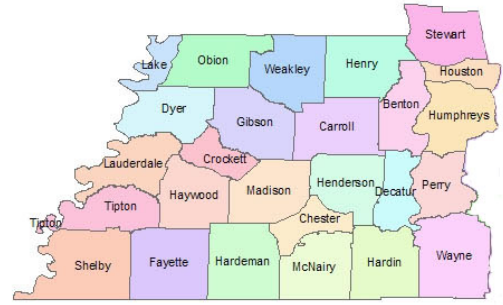 Stewart
Lake
Obion
Weakley
Henry
Houston
Benton
Humphreys
Dyer
Gibson
Carroll
Lauderdale
Crockett
Haywood
Madison
Henderson
Decatur
Perry
Tipton
Tipton
Chester
Shelby
Fayette
Hardeman
McNairy
Hardin
Wayne